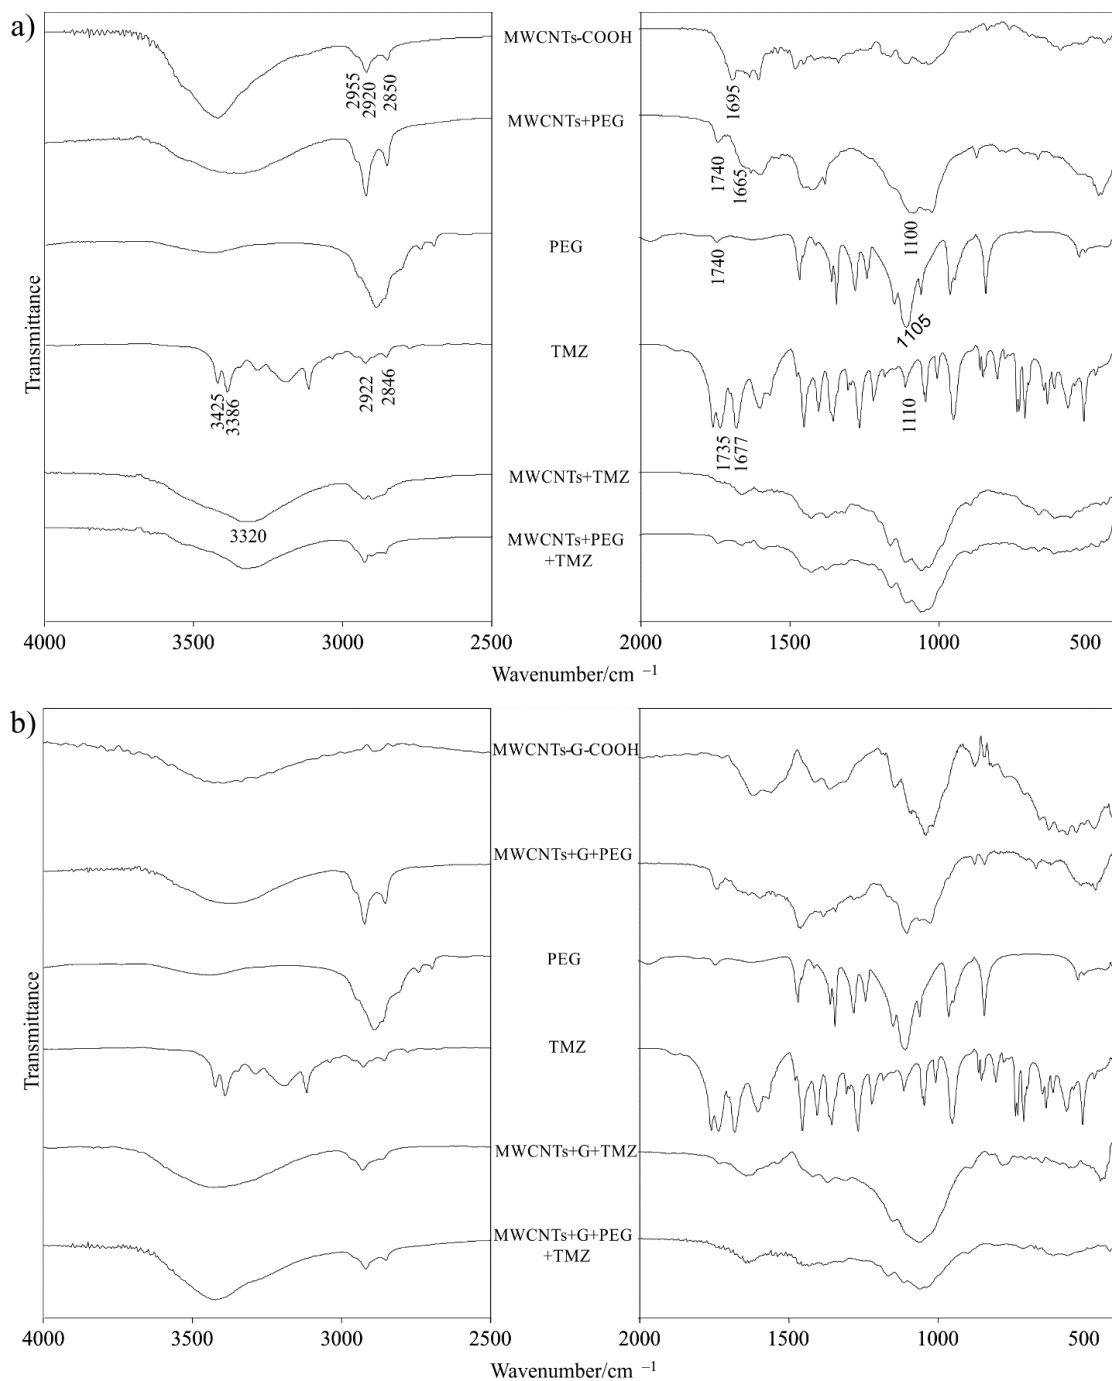 a)
MWCNTs-COOH
2955
2920
2850
1695
MWCNTs+PEG
1740
1665
1100
PEG
1740
1105
Transmittance
TMZ
3425
3386
2922
2846
1735
1677
1110
MWCNTs+TMZ
3320
MWCNTs+PEG
+TMZ
4000 3500 3000 2500 2000 1500 1000 500
Wavenumber/cm –1
b)
MWCNTs-G-COOH
MWCNTs+G+PEG
PEG
Transmittance
TMZ
MWCNTs+G+TMZ
MWCNTs+G+PEG
+TMZ
4000 3500 3000 2500 2000 1500 1000 500
Wavenumber/cm –1